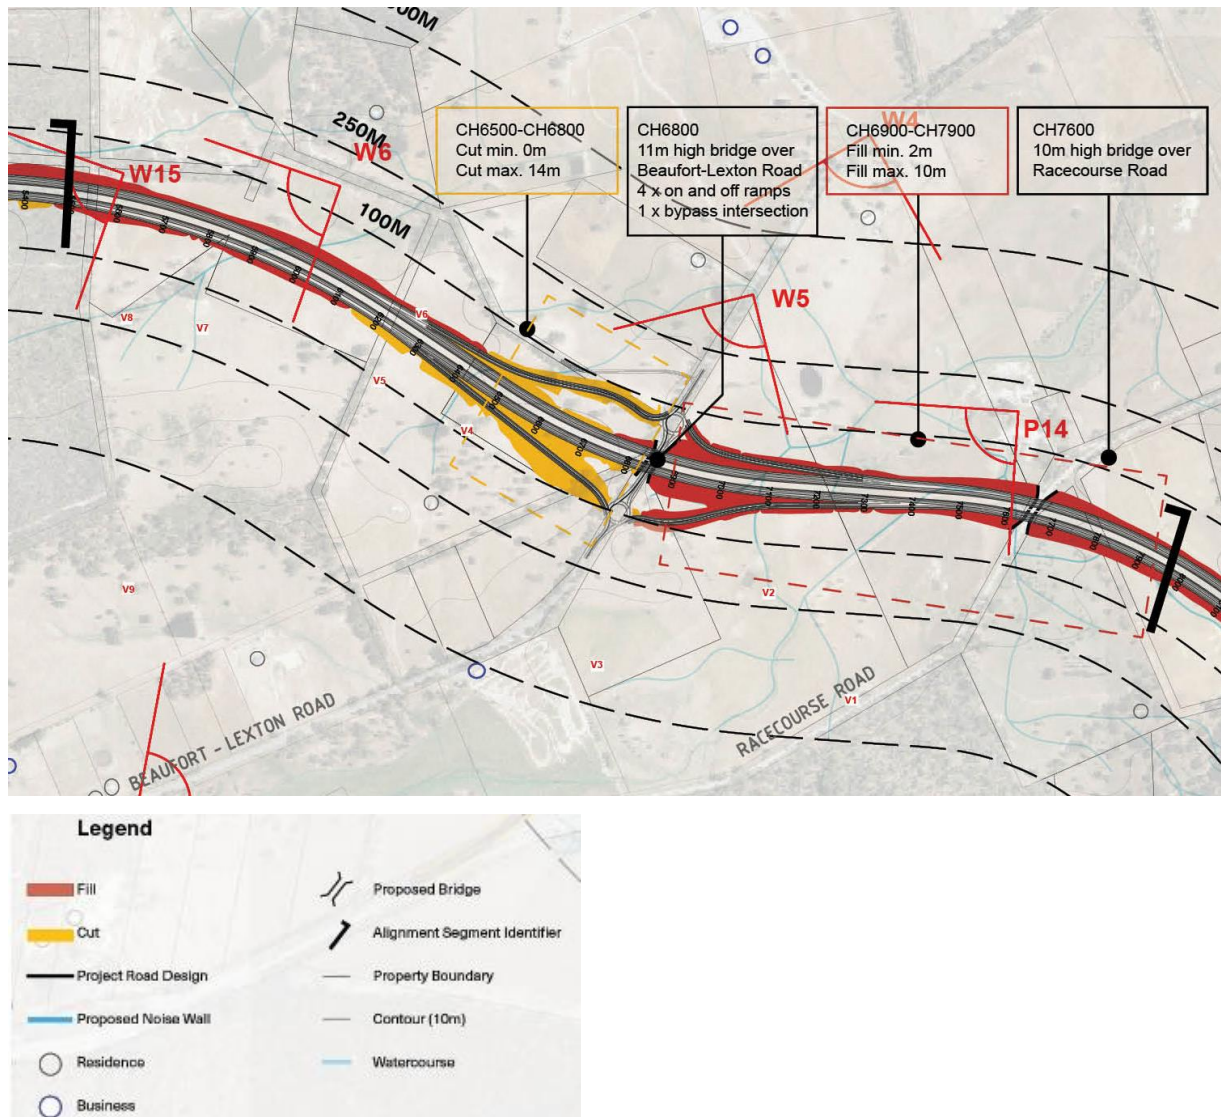 250M
100M
W15
W6
W4
W5
P14
CH6500-CH6800
Cut min. 0m
Cut max. 14m
CH6800
11m high bridge over
Beaufort-Lexton Road
4 x on and off ramps
1 x bypass intersection
CH6900-CH7900
Fill min. 2m
Fill max. 10m
CH7600
10m high bridge over
Racecourse Road
V8
V7
V6
V5
V4
V9
V3
V2
V1
BEAUFORT - LEXTON ROAD
RACECOURSE ROAD
Legend
Fill
Cut
Project Road Design
Proposed Noise Wall
Residence
Business
Proposed Bridge
Alignment Segment Identifier
Property Boundary
Contour (10m)
Watercourse